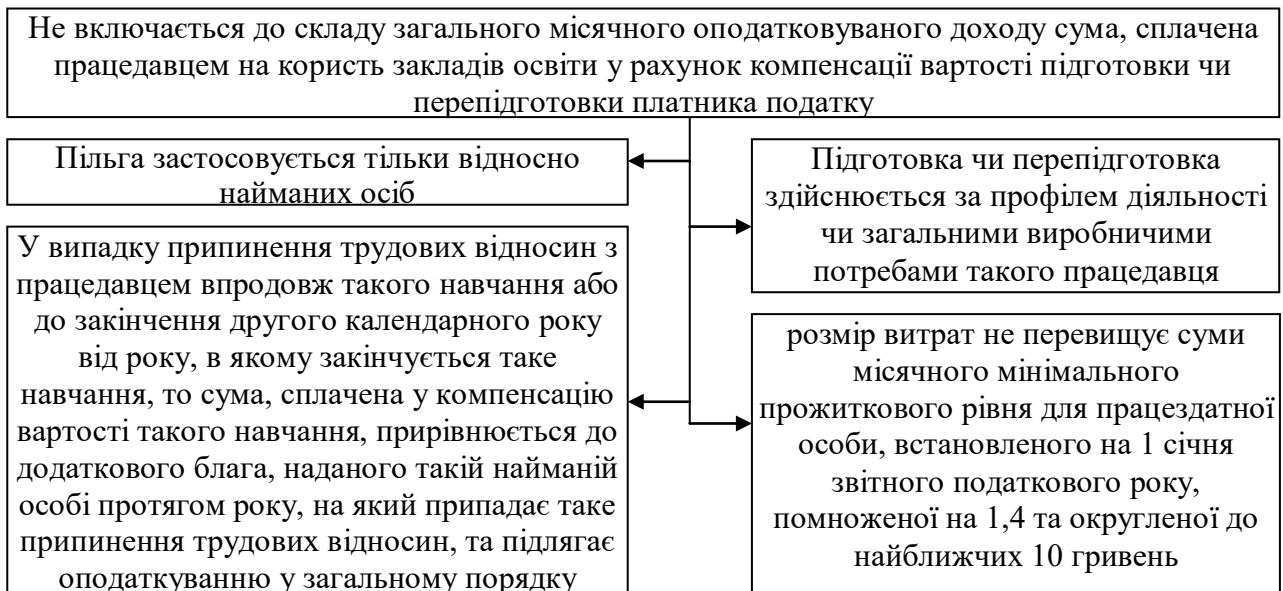 Не включається до складу загального місячного оподатковуваного доходу сума, сплачена
працедавцем на користь закладів освіти у рахунок компенсації вартості підготовки чи
перепідготовки платника податку
Пільга застосовується тільки відносно
найманих осіб
У випадку припинення трудових відносин з
працедавцем впродовж такого навчання або
до закінчення другого календарного року
від року, в якому закінчується таке
навчання, то сума, сплачена у компенсацію
вартості такого навчання, прирівнюється до
додаткового блага, наданого такій найманій
особі протягом року, на який припадає таке
припинення трудових відносин, та підлягає
оподаткуванню у загальному порядку
Підготовка чи перепідготовка
здійснюється за профілем діяльності
чи загальними виробничими
потребами такого працедавця
розмір витрат не перевищує суми
місячного мінімального
прожиткового рівня для працездатної
особи, встановленого на 1 січня
звітного податкового року,
помноженої на 1,4 та округленої до
найближчих 10 гривень